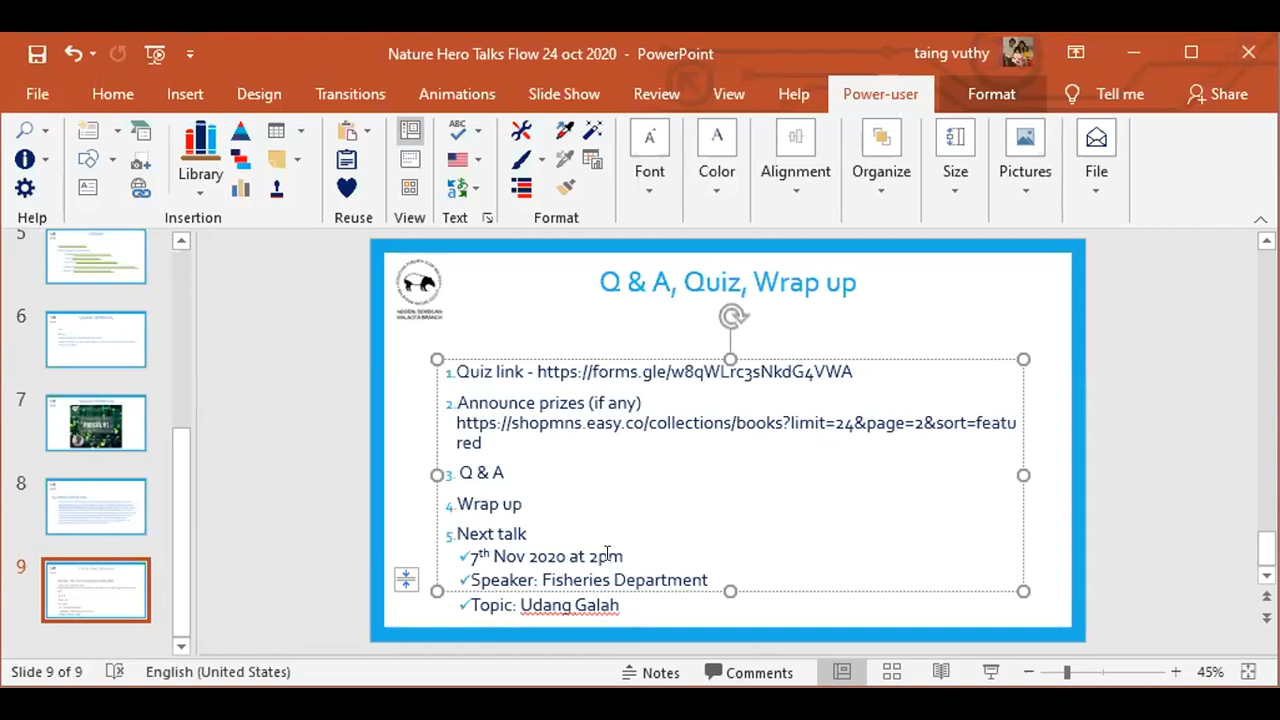 Nature Hero Talks Flow 24 oct 2020 - PowerPoint
taing vuthy
File Home Insert Design Transitions Animations Slide Show Review View Help Power-user Format Tell me Share
Library
Font Color Alignment Organize Size Pictures File
Help Insertion Reuse View Text Format
5
6
7
8
9
Q & A, Quiz, Wrap up
1. Quiz link - https://forms.gle/w8qWLrc3sNkdG4VWA
2. Announce prizes (if any)
https://shopmns.easy.co/collections/books?limit=24&page=2&sort=featu
red
3. Q & A
4. Wrap up
5. Next talk
✓7th Nov 2020 at 2pm
✓Speaker: Fisheries Department
✓Topic: Udang Galah
Slide 9 of 9 English (United States) Notes Comments 45%